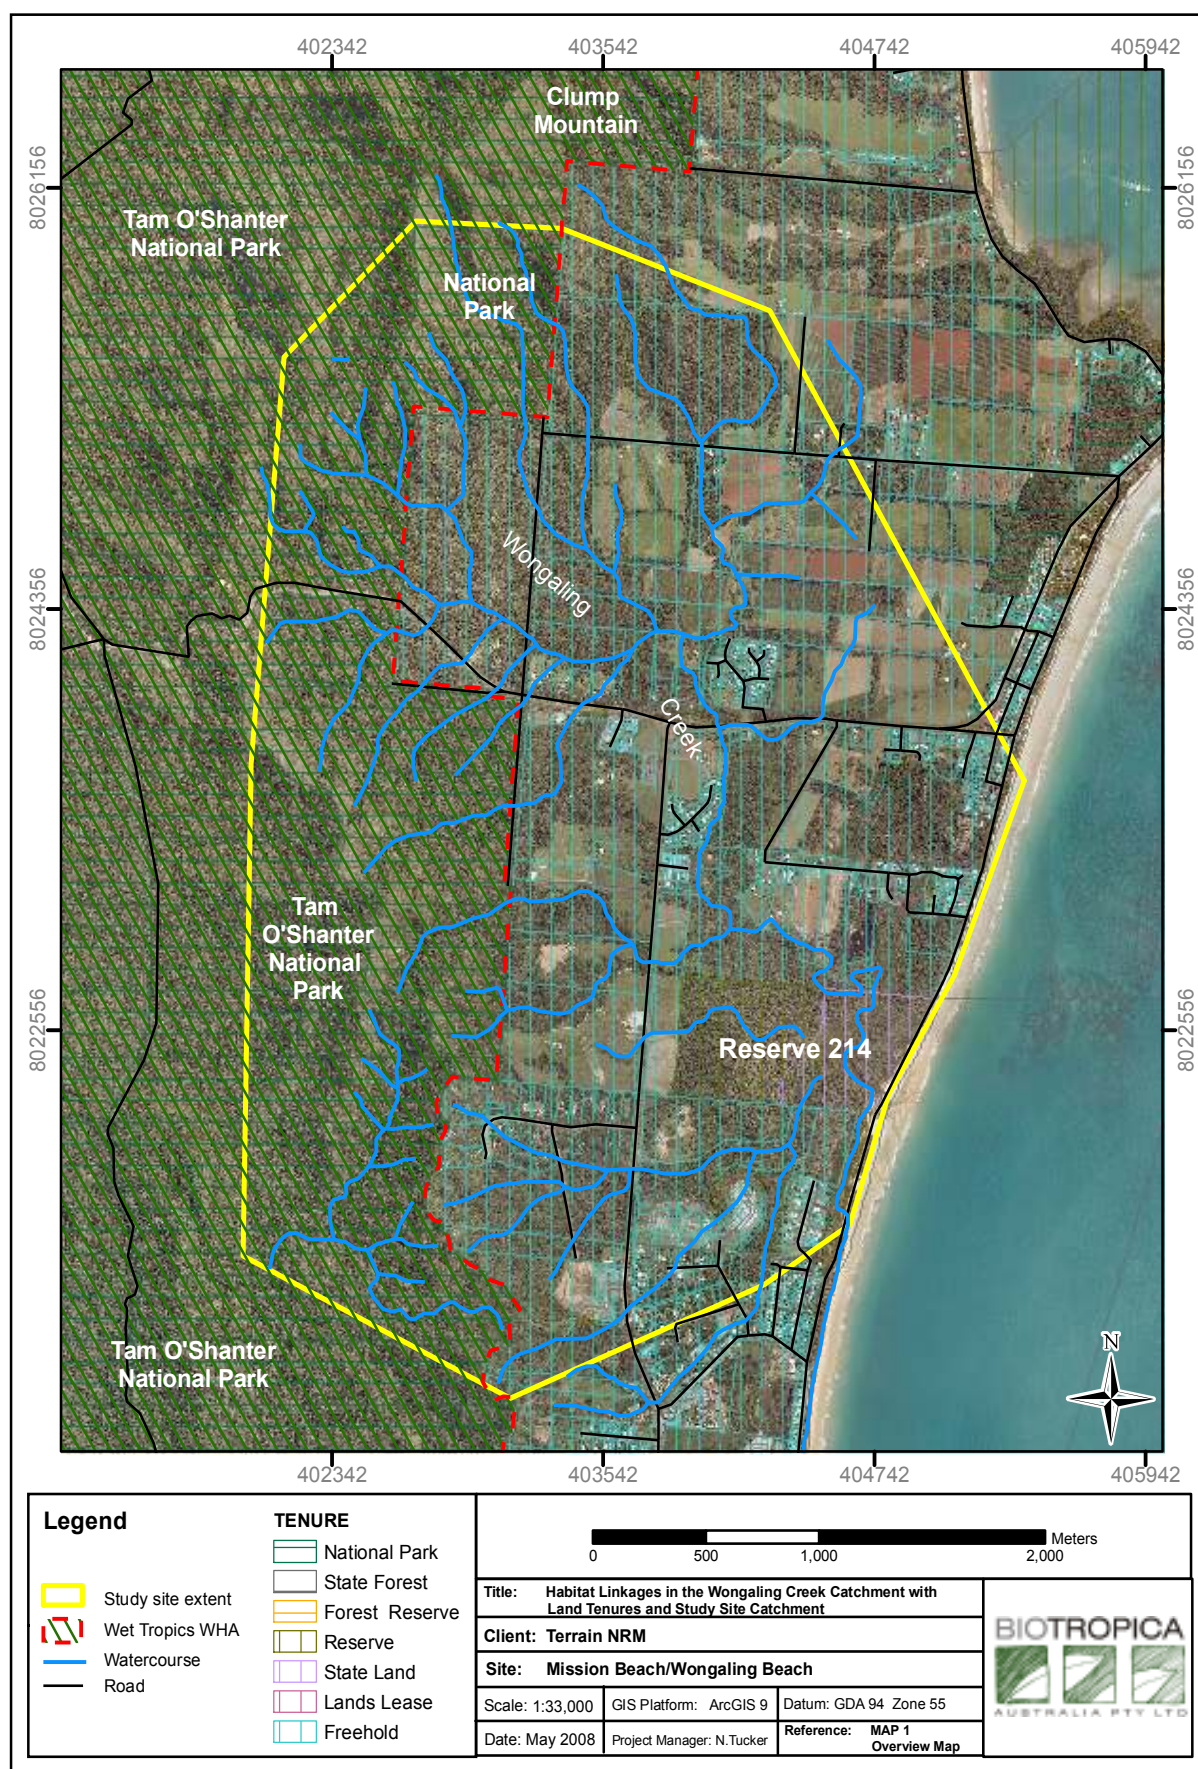 402342 403542 404742 405942
8026156 8026156
8024356 8024356
8022556 8022556
Clump
Mountain
Tam O'Shanter
National Park
National
Park
Wongaling
Creek
Tam
O'Shanter
National
Park
Reserve 214
Tam O'Shanter
National Park
N
402342 403542 404742 405942
Legend
Study site extent
Wet Tropics WHA
Watercourse
Road
TENURE
National Park
State Forest
Forest Reserve
Reserve
State Land
Lands Lease
Freehold
0 500 1,000 2,000 Meters
Title: Habitat Linkages in the Wongaling Creek Catchment with
Land Tenures and Study Site Catchment
Client: Terrain NRM
Site: Mission Beach/Wongaling Beach
Scale: 1:33,000 GIS Platform: ArcGIS 9 Datum: GDA 94 Zone 55
Date: May 2008 Project Manager: N.Tucker Reference: MAP 1
Overview Map
BIOTROPICA
AUSTRALIA PTY LTD